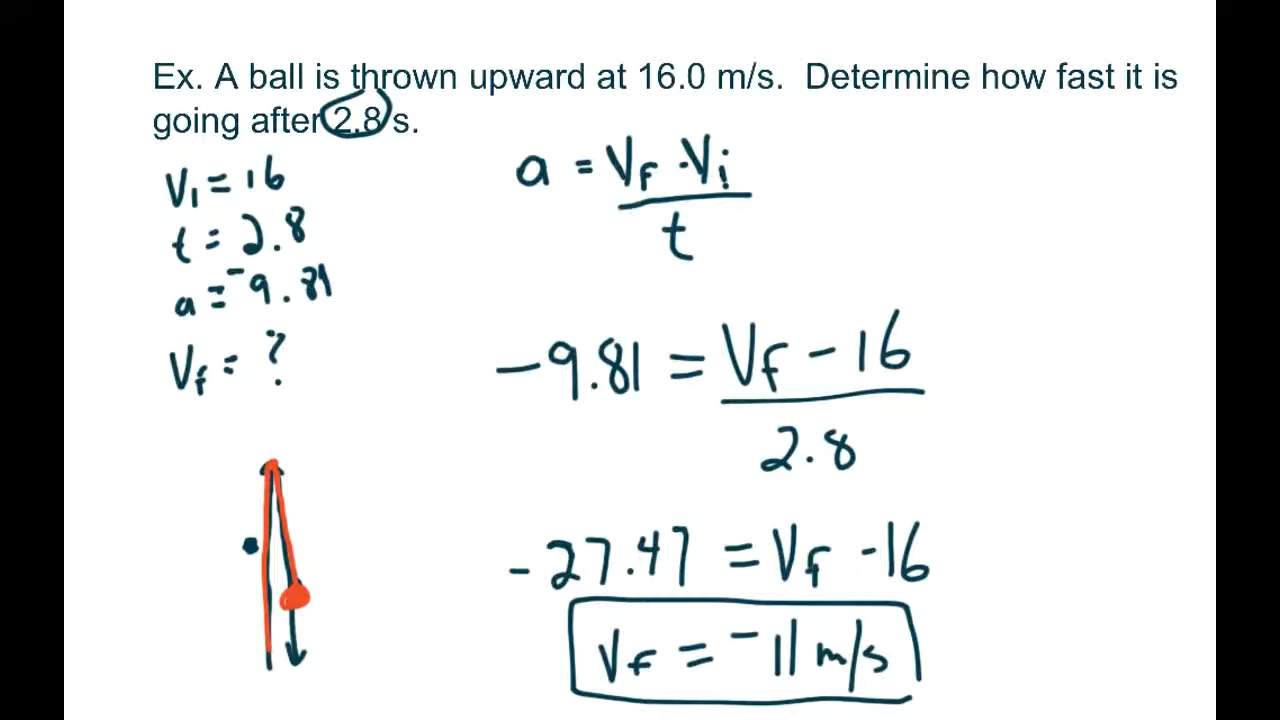 Ex. A ball is thrown upward at 16.0 m/s. Determine how fast it is
going after 2.8 s.
Vi = 16
t = 2.8
a = -9.81
Vf = ?
a = Vf - Vi
t
-9.81 = Vf - 16
2.8
-27.47 = Vf - 16
Vf = -11 m/s